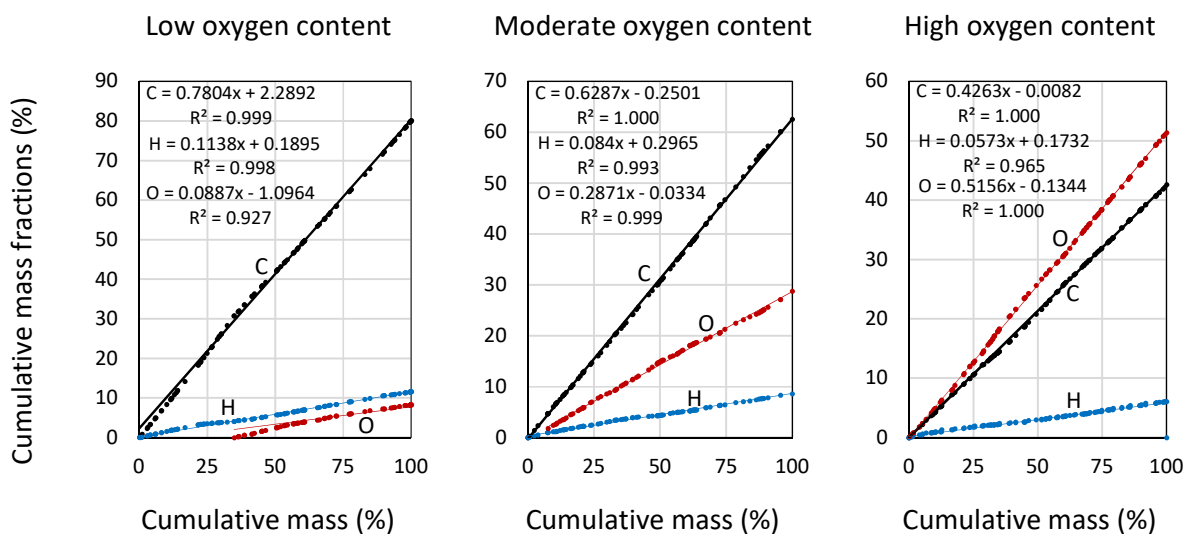 Low oxygen content
Moderate oxygen content
High oxygen content
Cumulative mass fractions (%)
90
80
70
60
50
40
30
20
10
0
C = 0.7804x + 2.2892
R² = 0.999
H = 0.1138x + 0.1895
R² = 0.998
O = 0.0887x - 1.0964
R² = 0.927
C
H
O
0
25
50
75
100
Cumulative mass (%)
70
60
50
40
30
20
10
0
C = 0.6287x - 0.2501
R² = 1.000
H = 0.084x + 0.2965
R² = 0.993
O = 0.2871x - 0.0334
R² = 0.999
C
O
H
0
25
50
75
100
Cumulative mass (%)
60
50
40
30
20
10
0
C = 0.4263x - 0.0082
R² = 1.000
H = 0.0573x + 0.1732
R² = 0.965
O = 0.5156x - 0.1344
R² = 1.000
O
C
H
0
25
50
75
100
Cumulative mass (%)